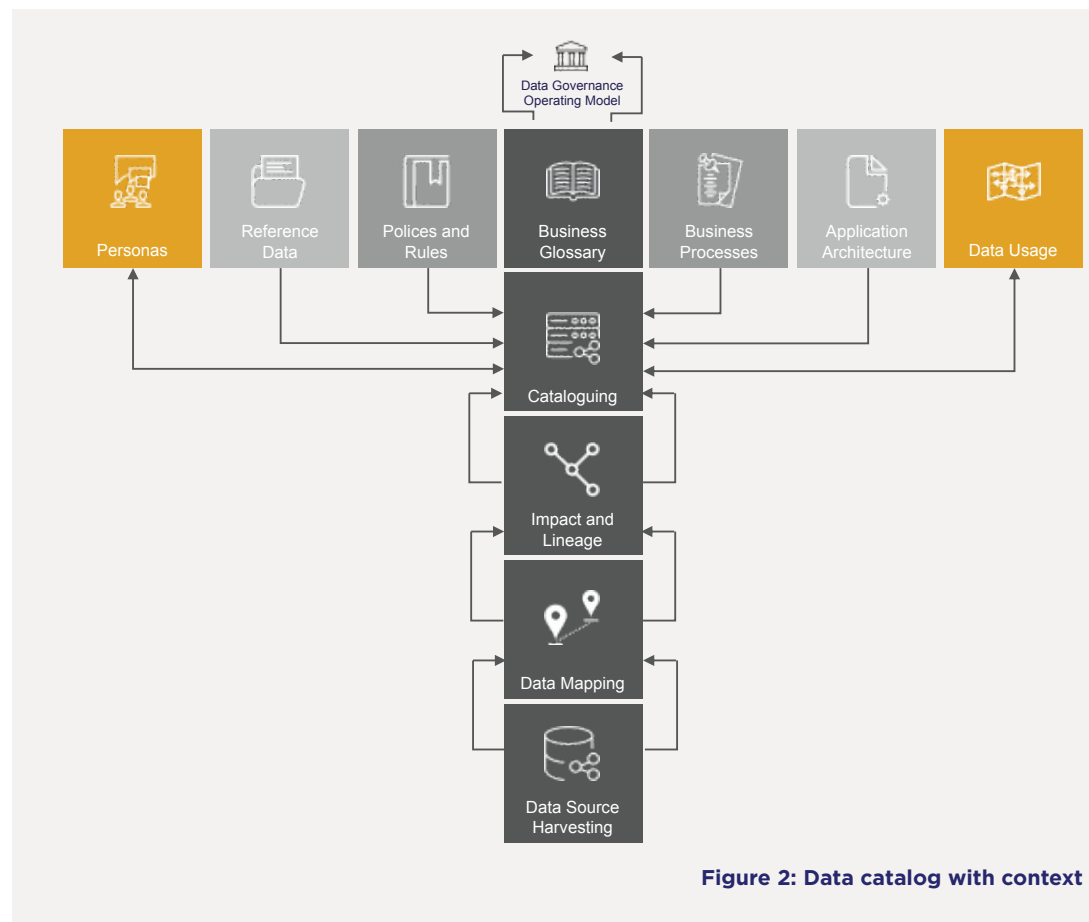 Data Governance
Operating Model
Personas
Reference
Data
Polices and
Rules
Business
Glossary
Business
Processes
Application
Architecture
Data Usage
Cataloguing
Impact and
Lineage
Data Mapping
Data Source
Harvesting
Figure 2: Data catalog with context